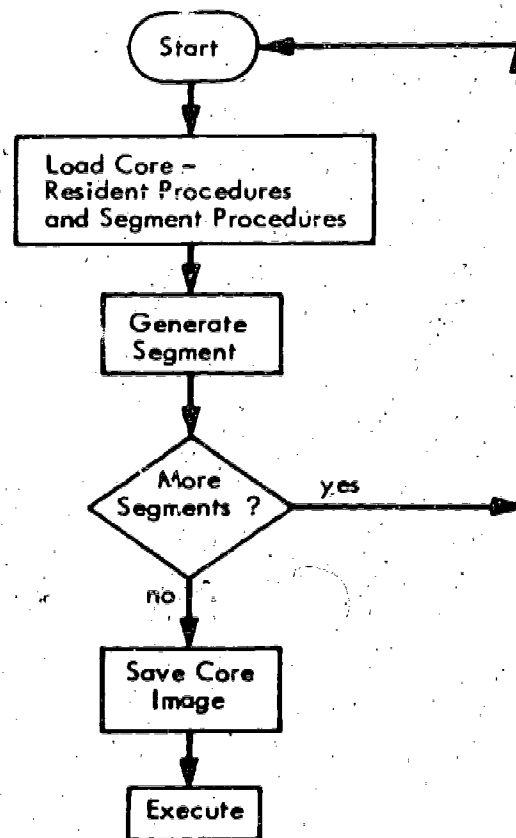 Start
Load Core –
Resident Procedures
and Segment Procedures
Generate
Segment
More
Segments ?
yes
no
Save Core
Image
Execute